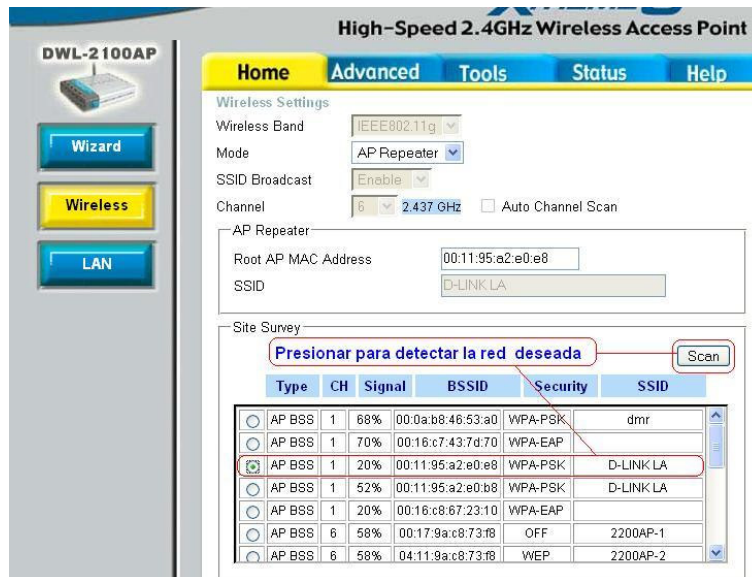 High-Speed 2.4GHz Wireless Access Point
DWL-2100AP
Home Advanced Tools Status Help
Wizard
Wireless
LAN
Wireless Settings
Wireless Band IEEE802.11g
Mode AP Repeater
SSID Broadcast Enable
Channel 6 2.437 GHz Auto Channel Scan
AP Repeater
Root AP MAC Address 00:11:95:a2:e0:e8
SSID D-LINK LA
Site Survey
Presionar para detectar la red deseada Scan
Type CH Signal BSSID Security SSID
AP BSS 1 68% 00:0a:b8:46:53:a0 WPA-PSK dmr
AP BSS 1 70% 00:16:c7:43:7d:70 WPA-EAP
AP BSS 1 20% 00:11:95:a2:e0:e8 WPA-PSK D-LINK LA
AP BSS 1 52% 00:11:95:a2:e0:b8 WPA-PSK D-LINK LA
AP BSS 1 20% 00:16:c8:67:23:10 WPA-EAP
AP BSS 6 58% 00:17:9a:c8:73:f8 OFF 2200AP-1
AP BSS 6 58% 04:11:9a:c8:73:f8 WEP 2200AP-2